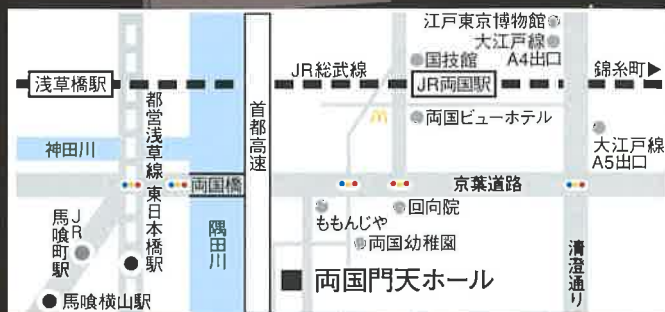 江戸東京博物館
大江戸線
A4出口
国技館
JR総武線
JR両国駅
錦糸町▶
浅草橋駅
都営浅草線
首都高速
両国ビューホテル
神田川
大江戸線
A5出口
両国橋
京葉道路
東日本橋駅
ももんじや
回向院
JR
馬喰町駅
隅田川
両国幼稚園
清澄通り
両国門天ホール
馬喰横山駅